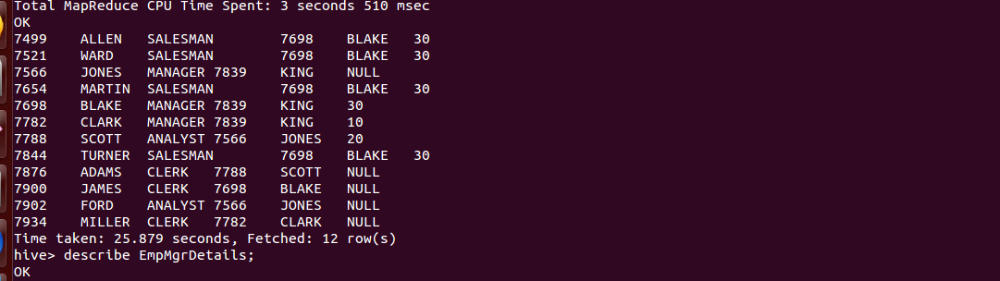 Total MapReduce CPU Time Spent: 3 seconds 510 msec
OK
7499 ALLEN SALESMAN 7698 BLAKE 30
7521 WARD SALESMAN 7698 BLAKE 30
7566 JONES MANAGER 7839 KING NULL
7654 MARTIN SALESMAN 7698 BLAKE 30
7698 BLAKE MANAGER 7839 KING 30
7782 CLARK MANAGER 7839 KING 10
7788 SCOTT ANALYST 7566 JONES 20
7844 TURNER SALESMAN 7698 BLAKE 30
7876 ADAMS CLERK 7788 SCOTT NULL
7900 JAMES CLERK 7698 BLAKE NULL
7902 FORD ANALYST 7566 JONES NULL
7934 MILLER CLERK 7782 CLARK NULL
Time taken: 25.879 seconds, Fetched: 12 row(s)
hive> describe EmpMgrDetails;
OK